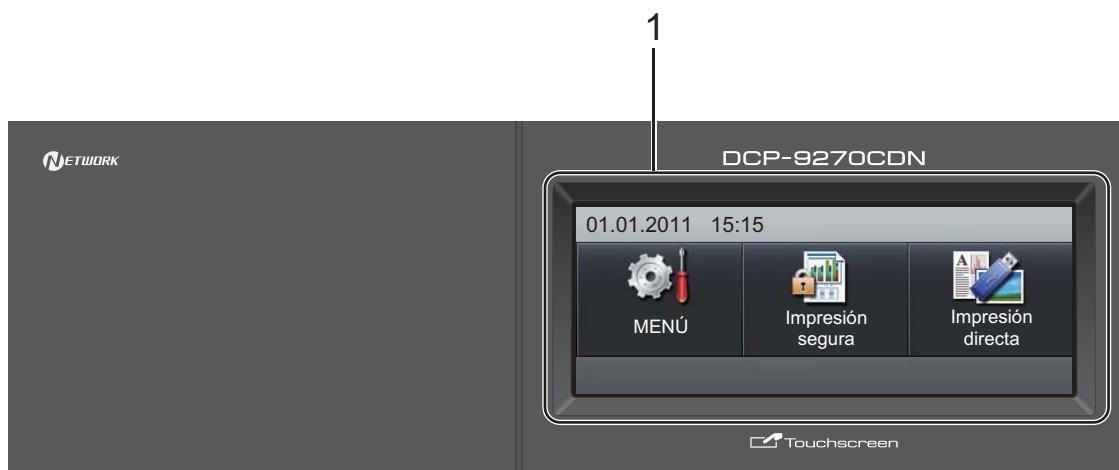 1
NETWORK
DCP-9270CDN
01.01.2011 15:15
MENÚ
Impresión
segura
Impresión
directa
A
Touchscreen